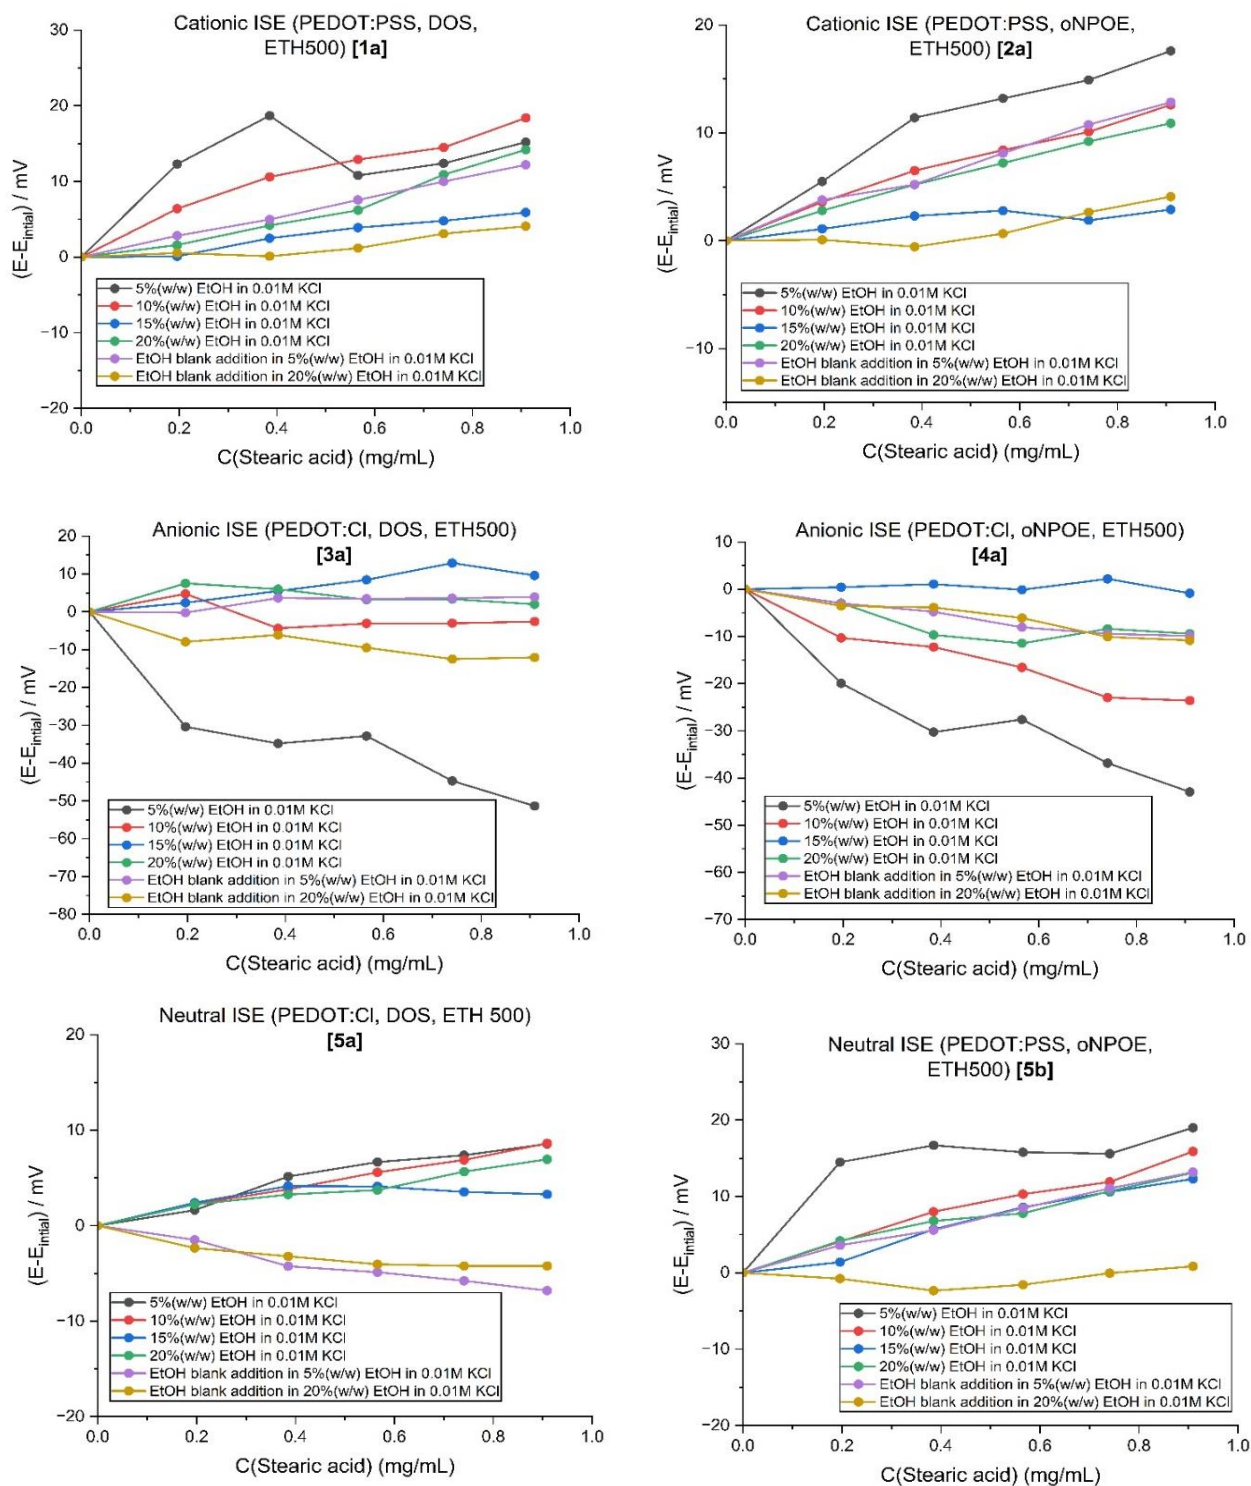 Cationic ISE (PEDOT:PSS, DOS,
ETH500) [1a]
30
20
10
0
−10
−20
(E-Eintial) / mV
5%(w/w) EtOH in 0.01M KCl
10%(w/w) EtOH in 0.01M KCl
15%(w/w) EtOH in 0.01M KCl
20%(w/w) EtOH in 0.01M KCl
EtOH blank addition in 5%(w/w) EtOH in 0.01M KCl
EtOH blank addition in 20%(w/w) EtOH in 0.01M KCl
0.0 0.2 0.4 0.6 0.8 1.0
C(Stearic acid) (mg/mL)
Cationic ISE (PEDOT:PSS, oNPOE,
ETH500) [2a]
20
10
0
−10
(E-Eintial) / mV
5%(w/w) EtOH in 0.01M KCl
10%(w/w) EtOH in 0.01M KCl
15%(w/w) EtOH in 0.01M KCl
20%(w/w) EtOH in 0.01M KCl
EtOH blank addition in 5%(w/w) EtOH in 0.01M KCl
EtOH blank addition in 20%(w/w) EtOH in 0.01M KCl
0.0 0.2 0.4 0.6 0.8 1.0
C(Stearic acid) (mg/mL)
Anionic ISE (PEDOT:Cl, DOS, ETH500)
[3a]
20
10
0
−10
−20
−30
−40
−50
−60
−70
−80
(E-Eintial) / mV
5%(w/w) EtOH in 0.01M KCl
10%(w/w) EtOH in 0.01M KCl
15%(w/w) EtOH in 0.01M KCl
20%(w/w) EtOH in 0.01M KCl
EtOH blank addition in 5%(w/w) EtOH in 0.01M KCl
EtOH blank addition in 20%(w/w) EtOH in 0.01M KCl
0.0 0.2 0.4 0.6 0.8 1.0
C(Stearic acid) (mg/mL)
Anionic ISE (PEDOT:Cl, oNPOE, ETH500)
[4a]
10
0
−10
−20
−30
−40
−50
−60
−70
(E-Eintial) / mV
5%(w/w) EtOH in 0.01M KCl
10%(w/w) EtOH in 0.01M KCl
15%(w/w) EtOH in 0.01M KCl
20%(w/w) EtOH in 0.01M KCl
EtOH blank addition in 5%(w/w) EtOH in 0.01M KCl
EtOH blank addition in 20%(w/w) EtOH in 0.01M KCl
0.0 0.2 0.4 0.6 0.8 1.0
C(Stearic acid) (mg/mL)
Neutral ISE (PEDOT:Cl, DOS, ETH 500)
[5a]
20
10
0
−10
−20
(E-Eintial) / mV
5%(w/w) EtOH in 0.01M KCl
10%(w/w) EtOH in 0.01M KCl
15%(w/w) EtOH in 0.01M KCl
20%(w/w) EtOH in 0.01M KCl
EtOH blank addition in 5%(w/w) EtOH in 0.01M KCl
EtOH blank addition in 20%(w/w) EtOH in 0.01M KCl
0.0 0.2 0.4 0.6 0.8 1.0
C(Stearic acid) (mg/mL)
Neutral ISE (PEDOT:PSS, oNPOE,
ETH500) [5b]
30
20
10
0
−10
−20
(E-Eintial) / mV
5%(w/w) EtOH in 0.01M KCl
10%(w/w) EtOH in 0.01M KCl
15%(w/w) EtOH in 0.01M KCl
20%(w/w) EtOH in 0.01M KCl
EtOH blank addition in 5%(w/w) EtOH in 0.01M KCl
EtOH blank addition in 20%(w/w) EtOH in 0.01M KCl
0.0 0.2 0.4 0.6 0.8 1.0
C(Stearic acid) (mg/mL)